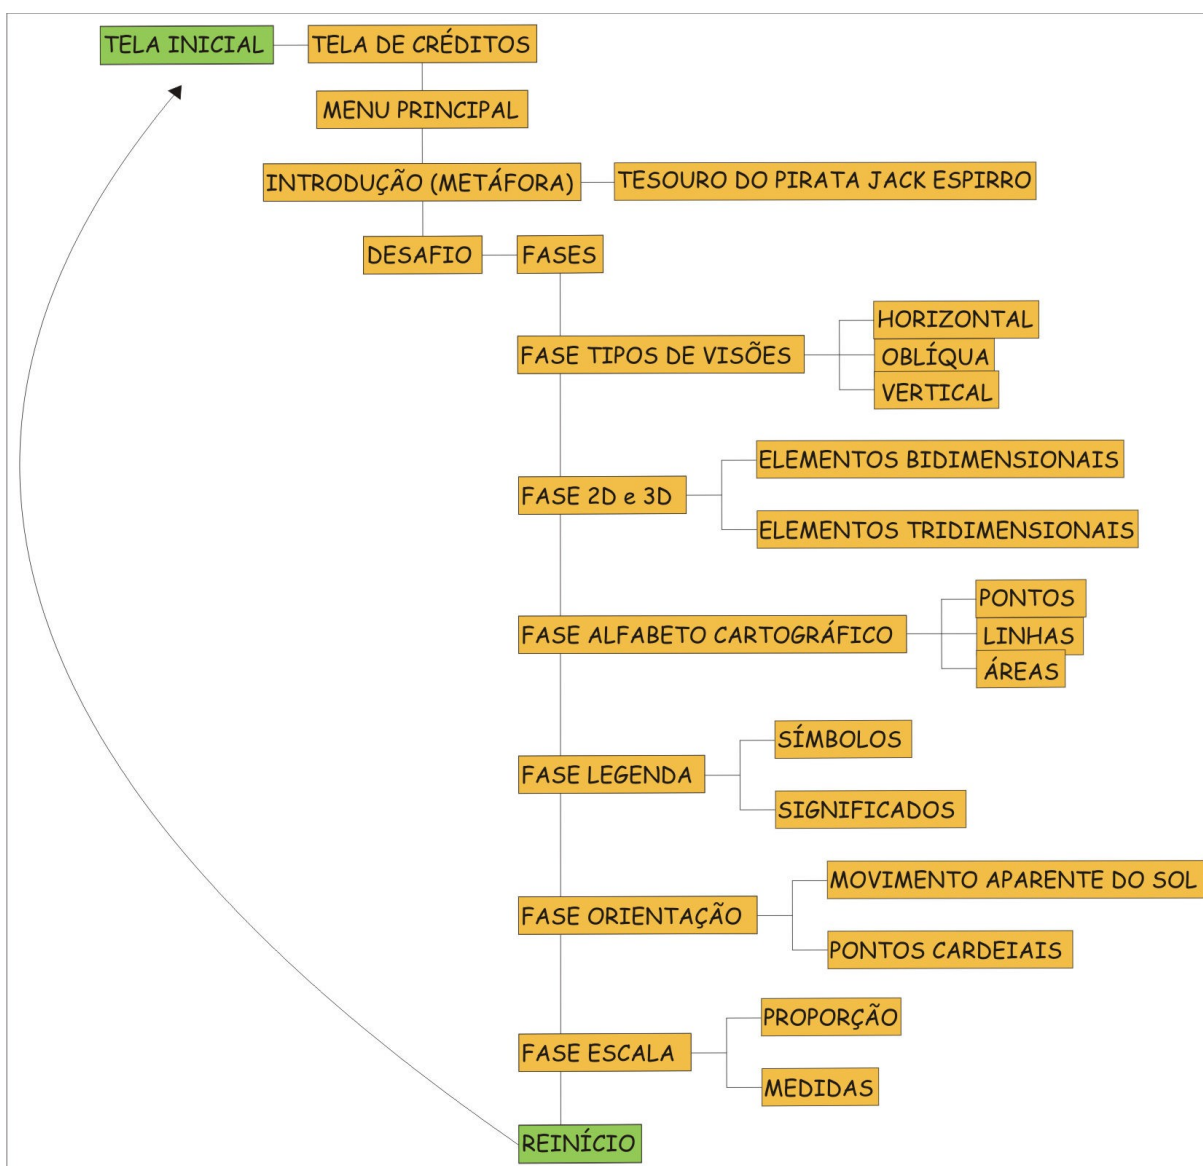 TELA INICIAL
TELA DE CRÉDITOS
MENU PRINCIPAL
INTRODUÇÃO (METÁFORA)
TESOURO DO PIRATA JACK ESPIRRO
DESAFIO
FASES
FASE TIPOS DE VISÕES
HORIZONTAL
OBLÍQUA
VERTICAL
FASE 2D e 3D
ELEMENTOS BIDIMENSIONAIS
ELEMENTOS TRIDIMENSIONAIS
FASE ALFABETO CARTOGRÁFICO
PONTOS
LINHAS
ÁREAS
FASE LEGENDA
SÍMBOLOS
SIGNIFICADOS
FASE ORIENTAÇÃO
MOVIMENTO APARENTE DO SOL
PONTOS CARDEIAIS
FASE ESCALA
PROPORÇÃO
MEDIDAS
REINÍCIO